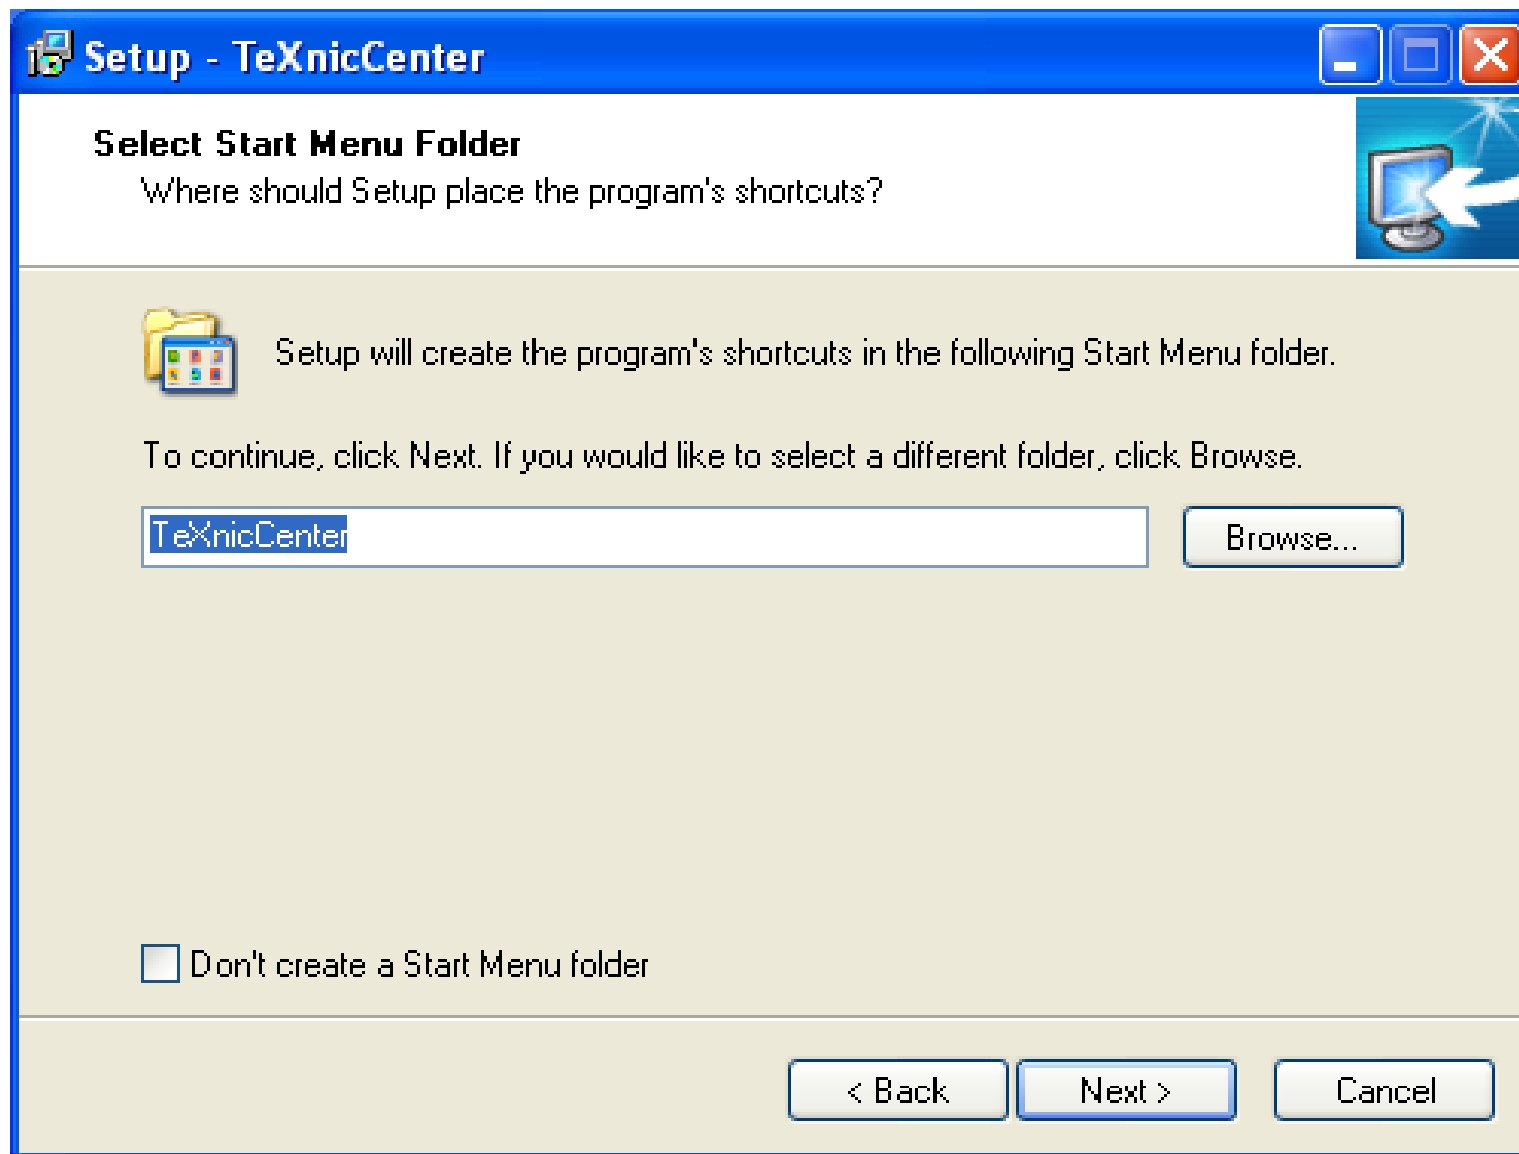 Setup - TeXnicCenter
Select Start Menu Folder
Where should Setup place the program's shortcuts?
Setup will create the program's shortcuts in the following Start Menu folder.
To continue, click Next. If you would like to select a different folder, click Browse.
TeXnicCenter
Browse...
Don't create a Start Menu folder
< Back
Next >
Cancel